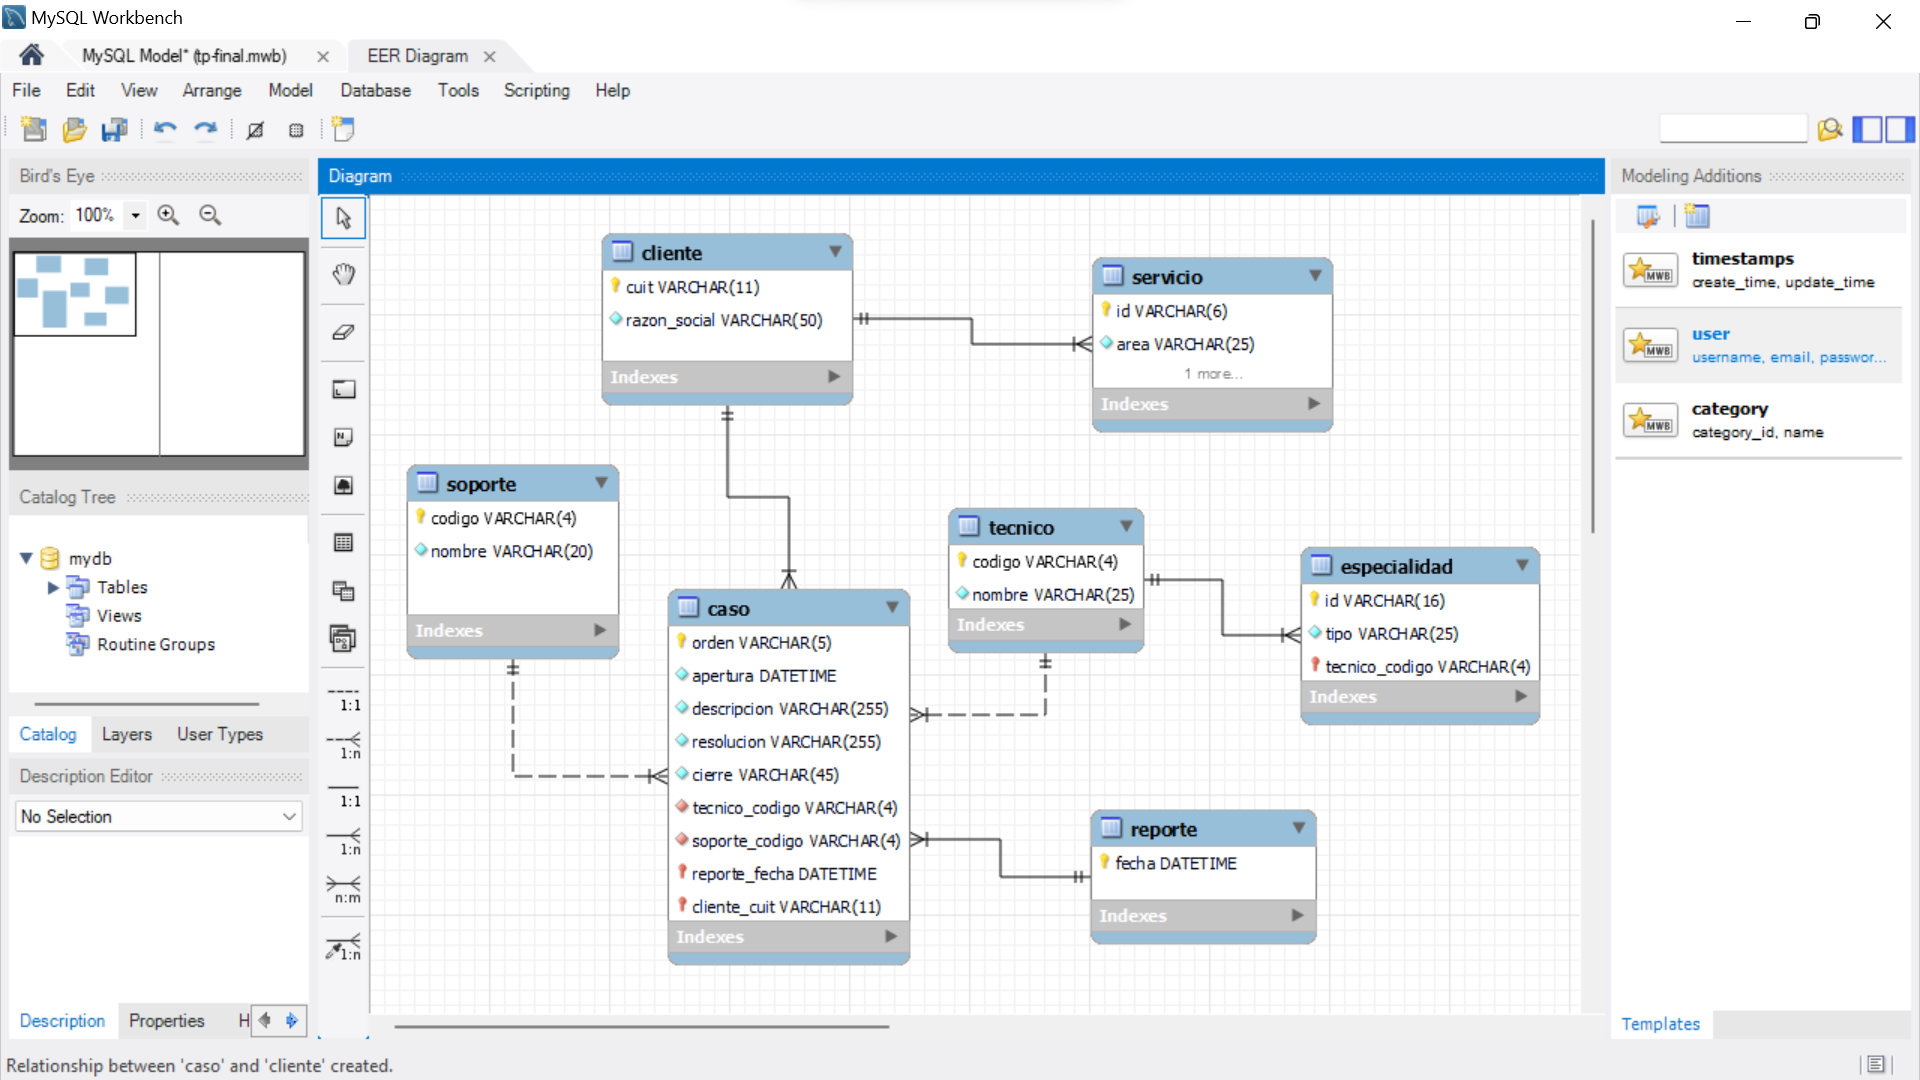 MySQL Workbench
MySQL Model* (tp-final.mwb)
EER Diagram
File Edit View Arrange Model Database Tools Scripting Help
Bird's Eye
Zoom: 100%
Catalog Tree
mydb
Tables
Views
Routine Groups
Catalog Layers User Types
Description Editor
No Selection
Description Properties H
Diagram
1:1
1:n
1:1
1:n
n:m
1:n
cliente
cuit VARCHAR(11)
razon_social VARCHAR(50)
Indexes
servicio
id VARCHAR(6)
area VARCHAR(25)
1 more...
Indexes
soporte
codigo VARCHAR(4)
nombre VARCHAR(20)
Indexes
tecnico
codigo VARCHAR(4)
nombre VARCHAR(25)
Indexes
especialidad
id VARCHAR(16)
tipo VARCHAR(25)
tecnico_codigo VARCHAR(4)
Indexes
caso
orden VARCHAR(5)
apertura DATETIME
descripcion VARCHAR(255)
resolucion VARCHAR(255)
cierre VARCHAR(45)
tecnico_codigo VARCHAR(4)
soporte_codigo VARCHAR(4)
reporte_fecha DATETIME
cliente_cuit VARCHAR(11)
Indexes
reporte
fecha DATETIME
Indexes
Modeling Additions
MWB
timestamps
create_time, update_time
MWB
user
username, email, passwor...
MWB
category
category_id, name
Templates
Relationship between 'caso' and 'cliente' created.